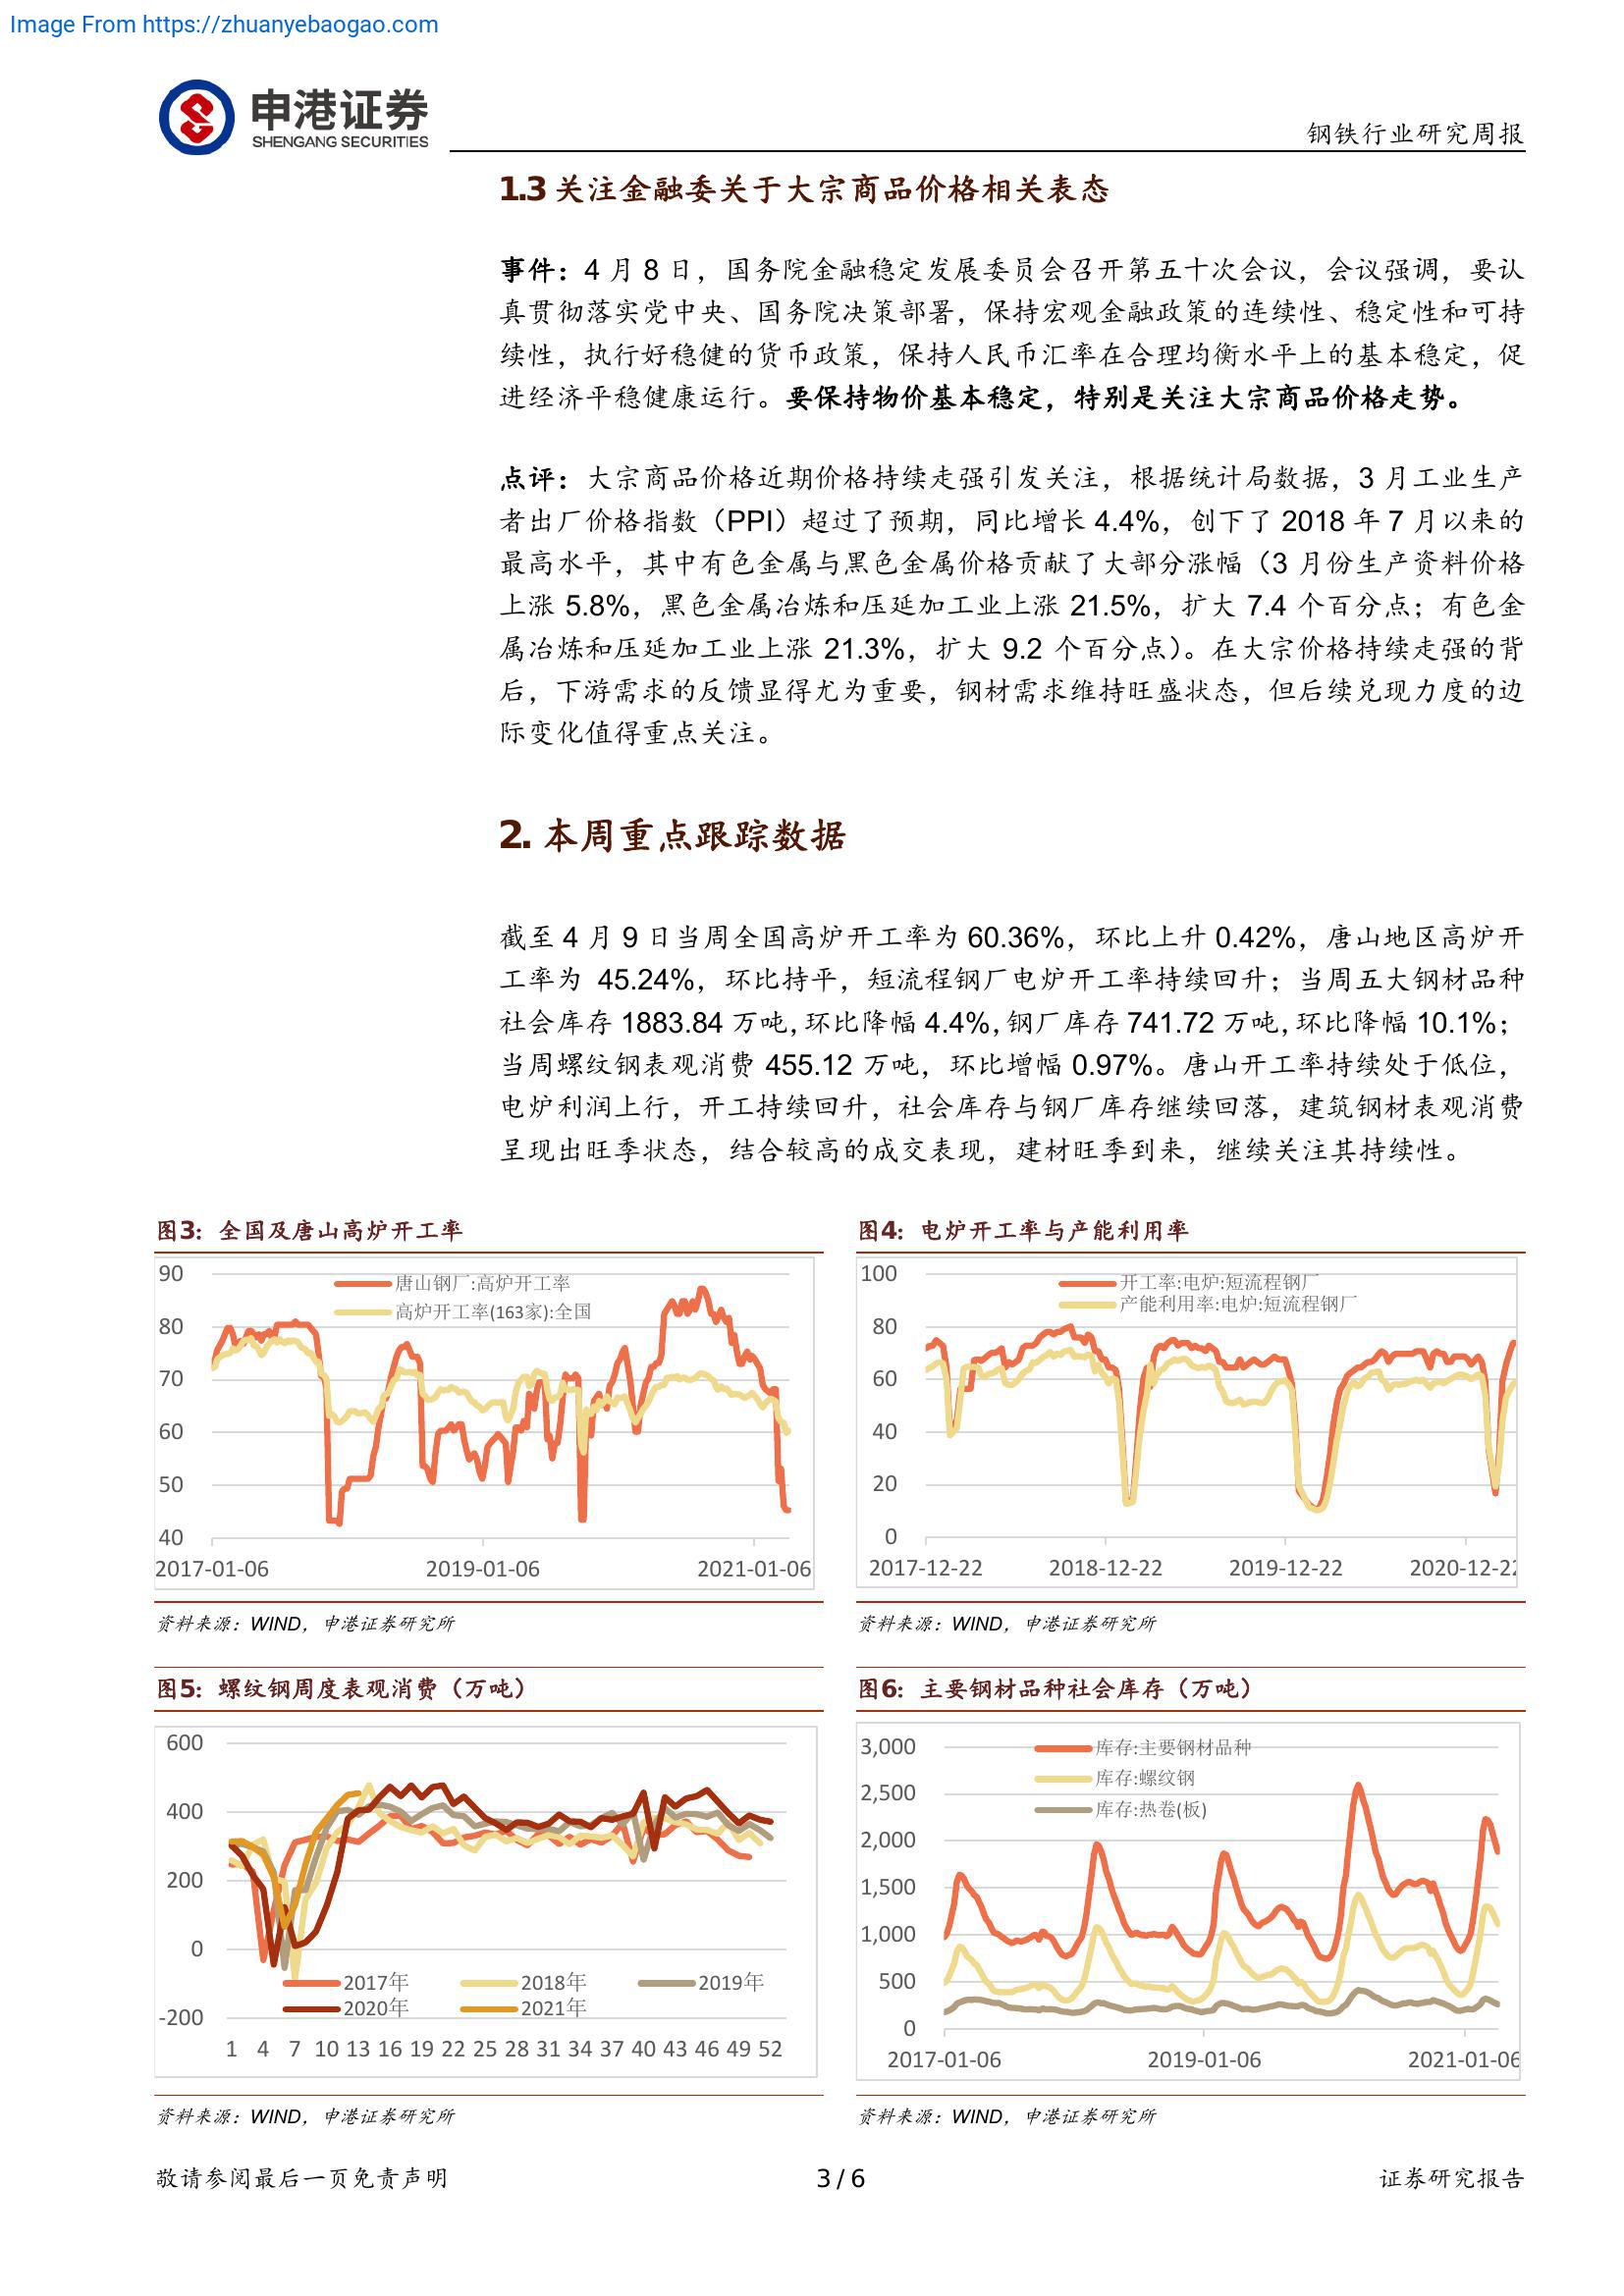 Image From https://zhuanyebaogao.com
申港证券
SHENGANG SECURITIES
钢铁行业研究周报
1.3 关注金融委关于大宗商品价格相关表态
事件：4 月 8 日，国务院金融稳定发展委员会召开第五十次会议，会议强调，要认
真贯彻落实党中央、国务院决策部署，保持宏观金融政策的连续性、稳定性和可持
续性，执行好稳健的货币政策，保持人民币汇率在合理均衡水平上的基本稳定，促
进经济平稳健康运行。要保持物价基本稳定，特别是关注大宗商品价格走势。
点评：大宗商品价格近期价格持续走强引发关注，根据统计局数据，3 月工业生产
者出厂价格指数（PPI）超过了预期，同比增长 4.4%，创下了 2018 年 7 月以来的
最高水平，其中有色金属与黑色金属价格贡献了大部分涨幅（3 月份生产资料价格
上涨 5.8%，黑色金属冶炼和压延加工业上涨 21.5%，扩大 7.4 个百分点；有色金
属冶炼和压延加工业上涨 21.3%，扩大 9.2 个百分点）。在大宗价格持续走强的背
后，下游需求的反馈显得尤为重要，钢材需求维持旺盛状态，但后续兑现力度的边
际变化值得重点关注。
2. 本周重点跟踪数据
截至 4 月 9 日当周全国高炉开工率为 60.36%，环比上升 0.42%，唐山地区高炉开
工率为 45.24%，环比持平，短流程钢厂电炉开工率持续回升；当周五大钢材品种
社会库存 1883.84 万吨,环比降幅 4.4%,钢厂库存 741.72 万吨,环比降幅 10.1%；
当周螺纹钢表观消费 455.12 万吨，环比增幅 0.97%。唐山开工率持续处于低位，
电炉利润上行，开工持续回升，社会库存与钢厂库存继续回落，建筑钢材表观消费
呈现出旺季状态，结合较高的成交表现，建材旺季到来，继续关注其持续性。
图3：全国及唐山高炉开工率
90
80
70
60
50
40
唐山钢厂:高炉开工率
高炉开工率(163家):全国
2017-01-06 2019-01-06 2021-01-06
资料来源：WIND，申港证券研究所
图4：电炉开工率与产能利用率
100
80
60
40
20
0
开工率:电炉:短流程钢厂
产能利用率:电炉:短流程钢厂
2017-12-22 2018-12-22 2019-12-22 2020-12-22
资料来源：WIND，申港证券研究所
图5：螺纹钢周度表观消费（万吨）
600
400
200
0
-200
2017年 2018年 2019年
2020年 2021年
1 4 7 10 13 16 19 22 25 28 31 34 37 40 43 46 49 52
资料来源：WIND，申港证券研究所
图6：主要钢材品种社会库存（万吨）
3,000
2,500
2,000
1,500
1,000
500
0
库存:主要钢材品种
库存:螺纹钢
库存:热卷(板)
2017-01-06 2019-01-06 2021-01-06
资料来源：WIND，申港证券研究所
敬请参阅最后一页免责声明
3 / 6
证券研究报告